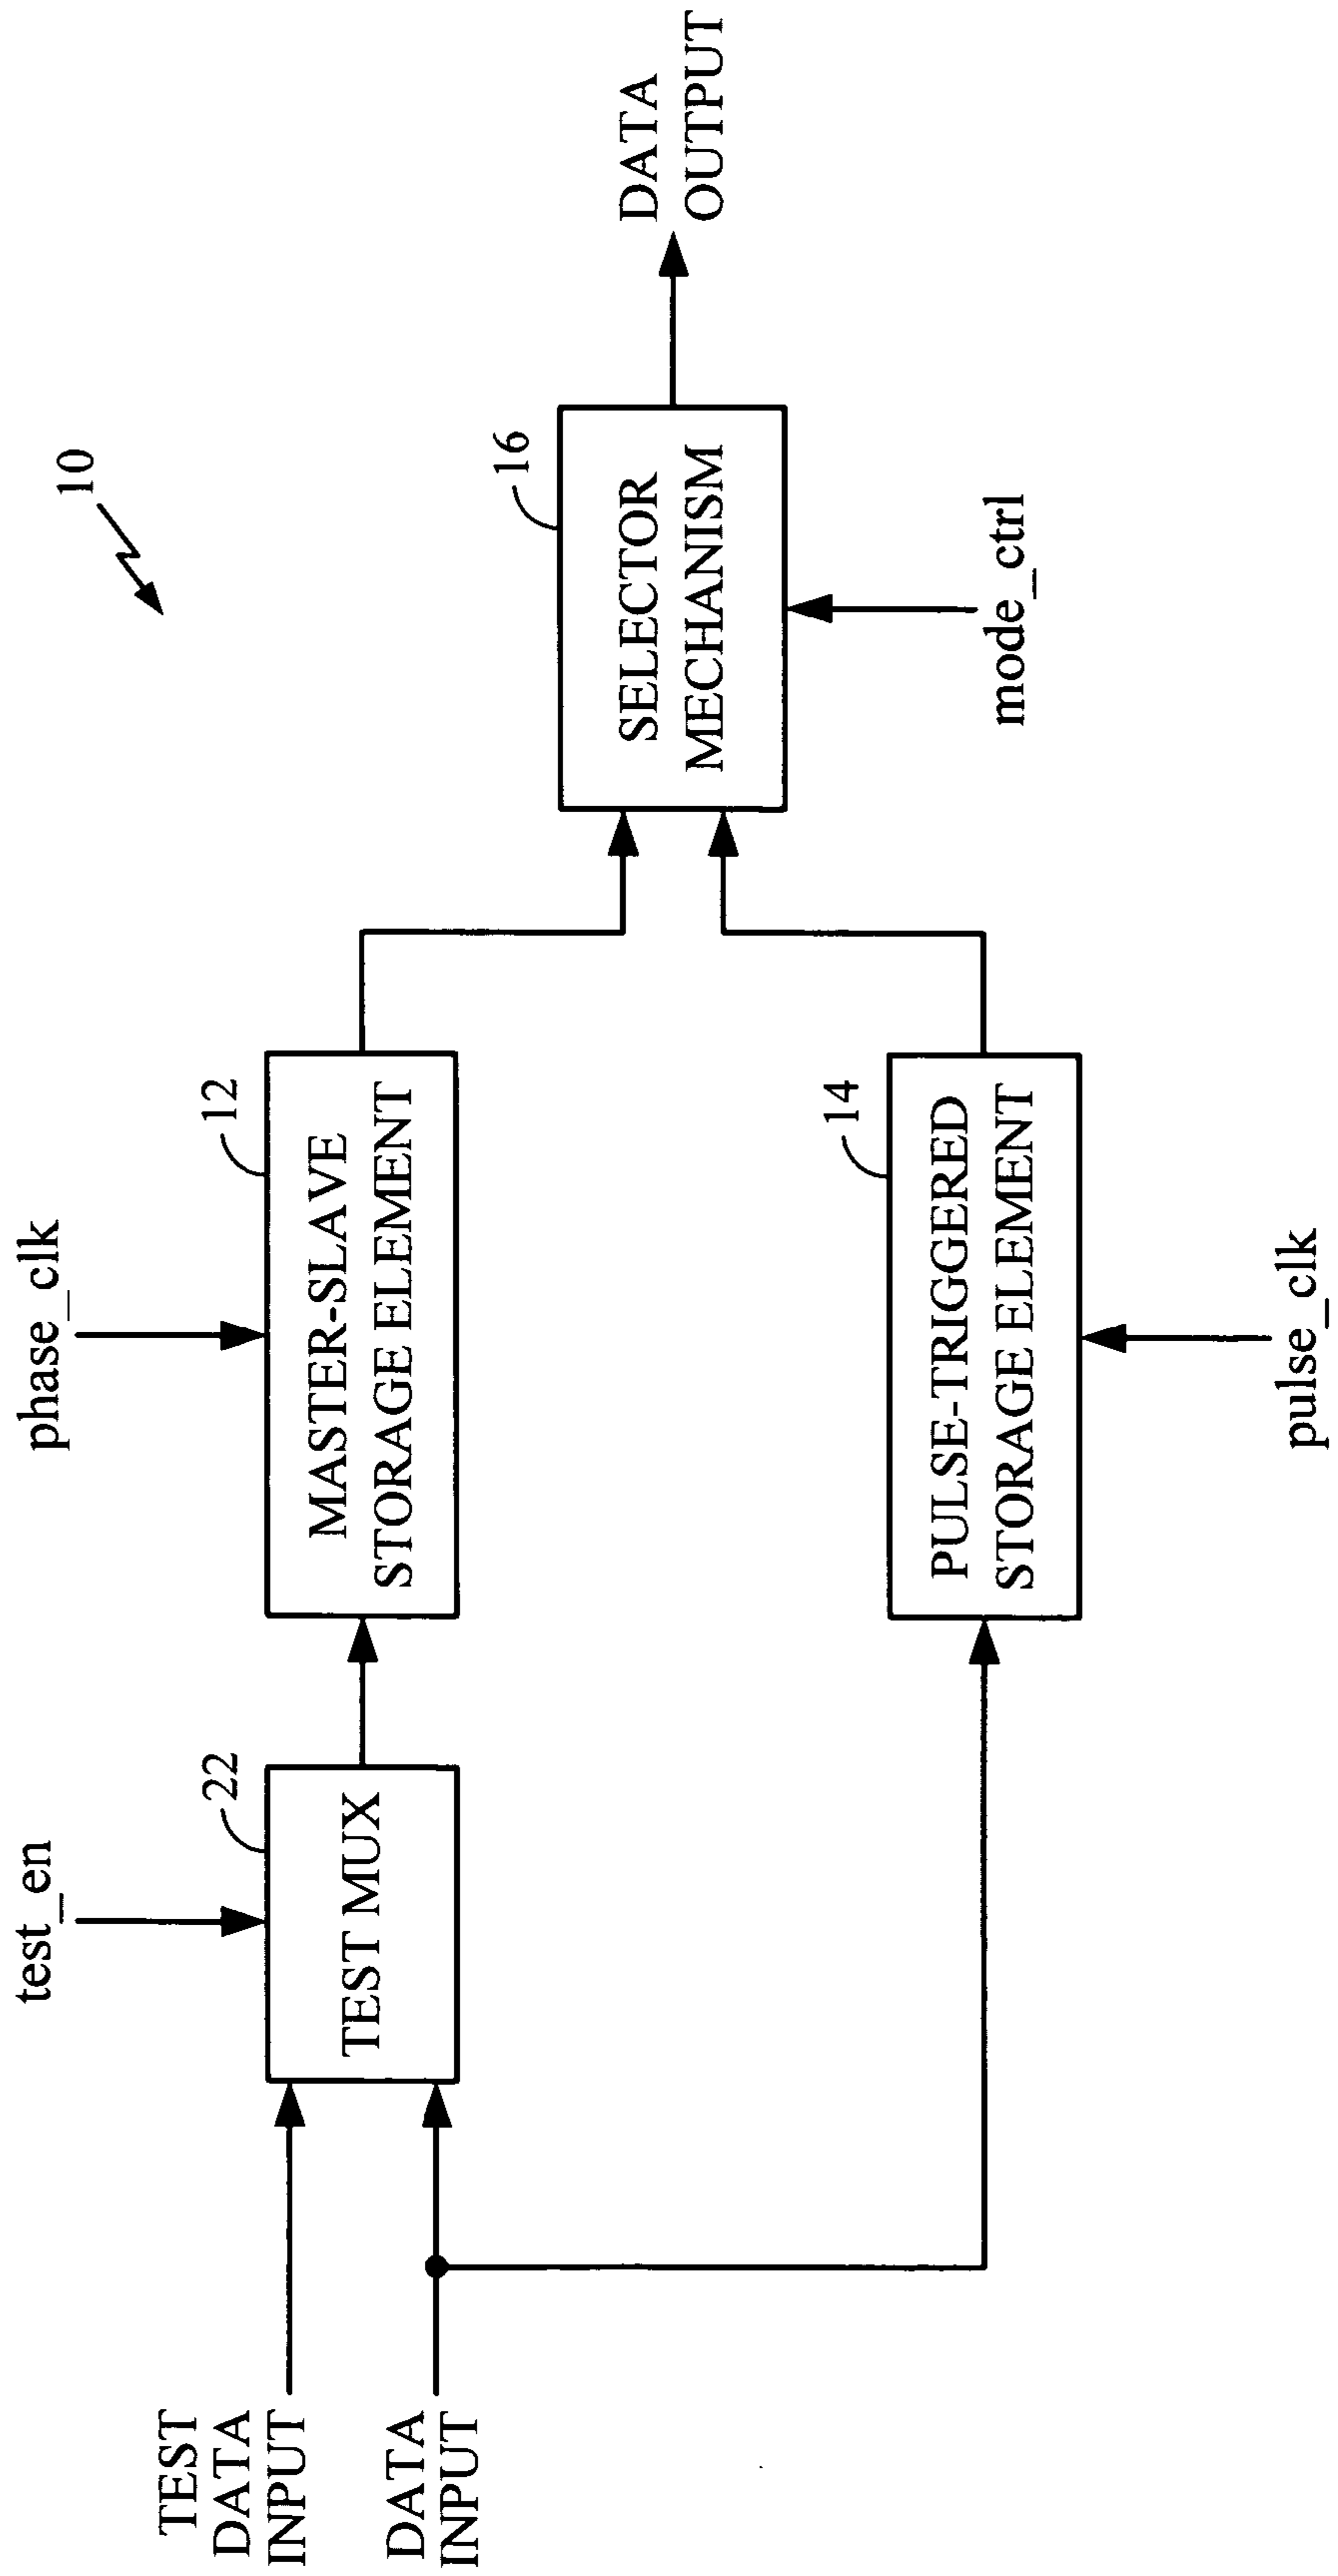 10
test_en
phase_clk
22
12
TEST
DATA
INPUT
TEST MUX
MASTER-SLAVE
STORAGE ELEMENT
DATA
INPUT
16
SELECTOR
MECHANISM
DATA
OUTPUT
14
PULSE-TRIGGERED
STORAGE ELEMENT
mode_ctrl
pulse_clk